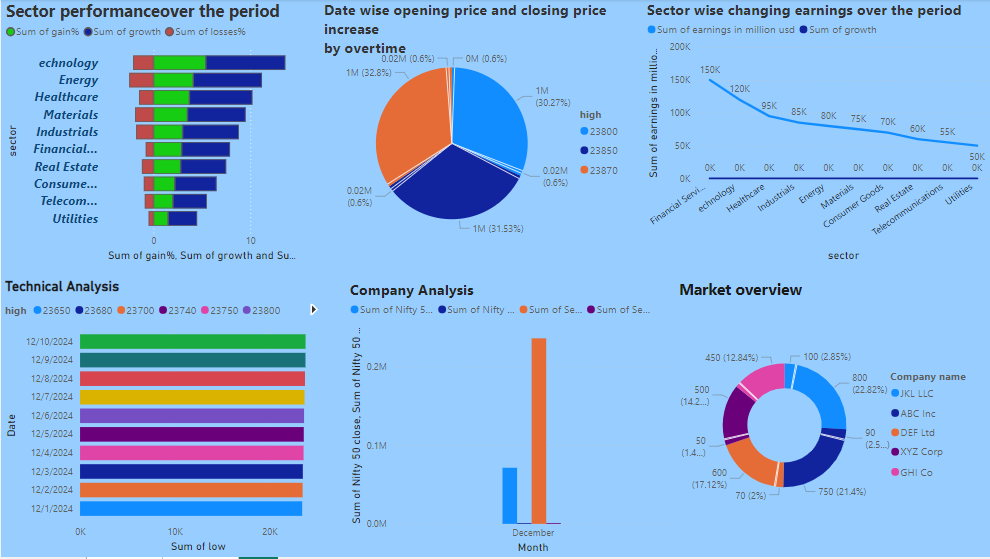 Sector performanceover the period
Sum of gain% Sum of growth Sum of losses%
echnology
Energy
Healthcare
Materials
Industrials
Financial...
Real Estate
Consume...
Telecom...
Utilities
sector
0 10
Sum of gain%, Sum of growth and Su...
Date wise opening price and closing price
increase
by overtime
0.02M (0.6%) 0M (0.6%)
1M (32.8%)
1M
(30.27%)
0.02M
(0.6%)
0.02M
(0.6%)
1M (31.53%)
high
23800
23850
23870
Sector wise changing earnings over the period
Sum of earnings in million usd Sum of growth
Sum of earnings in millio...
200K
150K
100K
50K
0K
150K
120K
95K
85K
80K
75K
70K
60K
55K
50K
0K 0K 0K 0K 0K 0K 0K 0K 0K 0K
Financial Servi...
echnology
Healthcare
Industrials
Energy
Materials
Consumer Goods
Real Estate
Telecommunications
Utilities
sector
Technical Analysis
high 23650 23680 23700 23740 23750 23800
Date
12/10/2024
12/9/2024
12/8/2024
12/7/2024
12/6/2024
12/5/2024
12/4/2024
12/3/2024
12/2/2024
12/1/2024
0K 10K 20K
Sum of low
Company Analysis
Sum of Nifty 5... Sum of Nifty ... Sum of Se... Sum of Se...
Sum of Nifty 50 close, Sum of Nifty 50 ...
0.2M
0.1M
0.0M
December
Month
Market overview
450 (12.84%)
100 (2.85%)
800
(22.82%)
90
(2.5...)
750 (21.4%)
70 (2%)
600
(17.12%)
50
(1.4...)
500
(14.2...)
Company name
JKL LLC
ABC Inc
DEF Ltd
XYZ Corp
GHI Co